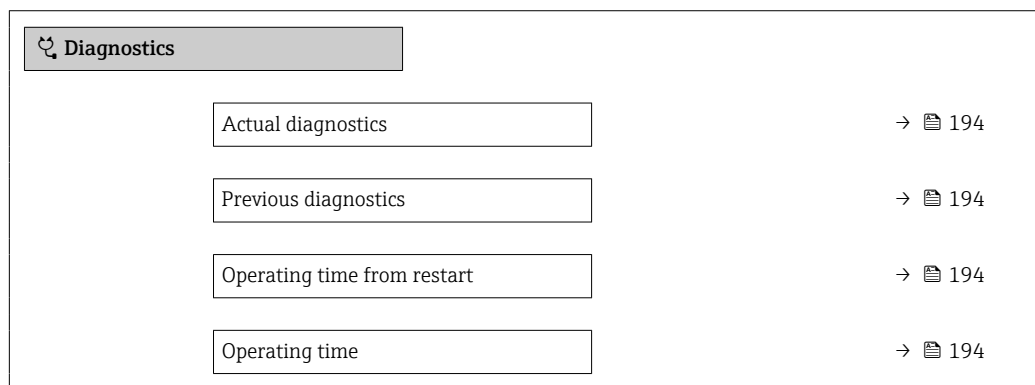 Diagnostics
Actual diagnostics → 194
Previous diagnostics → 194
Operating time from restart → 194
Operating time → 194